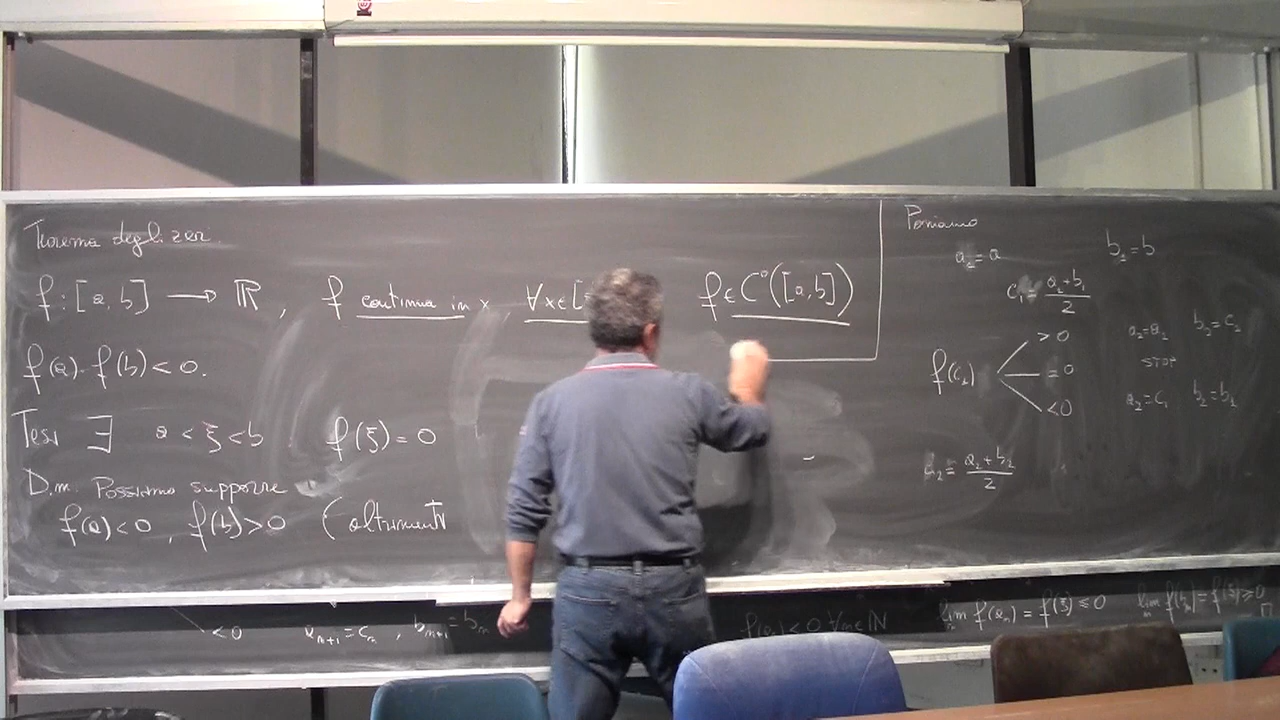 Teorema degli zeri
f : [a, b] → ℝ , f continua in x , ∀x∈[ f∈C°([a,b])
f(a)·f(b) < 0.
Tesi ∃ a < ξ < b f(ξ) = 0
Dim. Possiamo supporre
f(a) < 0 , f(b) > 0 (altrimenti
Poniamo
a₁ = a b₁ = b
c₁ = (a₁+b₁)/2
> 0 a₂ = a₁ b₂ = c₁
f(c₁) = 0 STOP
< 0 a₂ = c₁ b₂ = b₁
c₂ = (a₂+b₂)/2
< 0 aₙ₊₁ = cₙ , bₙ₊₁ = bₙ f(aₙ) < 0 ∀n∈ℕ lim f(aₙ) = f(ξ) ≤ 0 lim f(bₙ) = f(ξ) ≥ 0